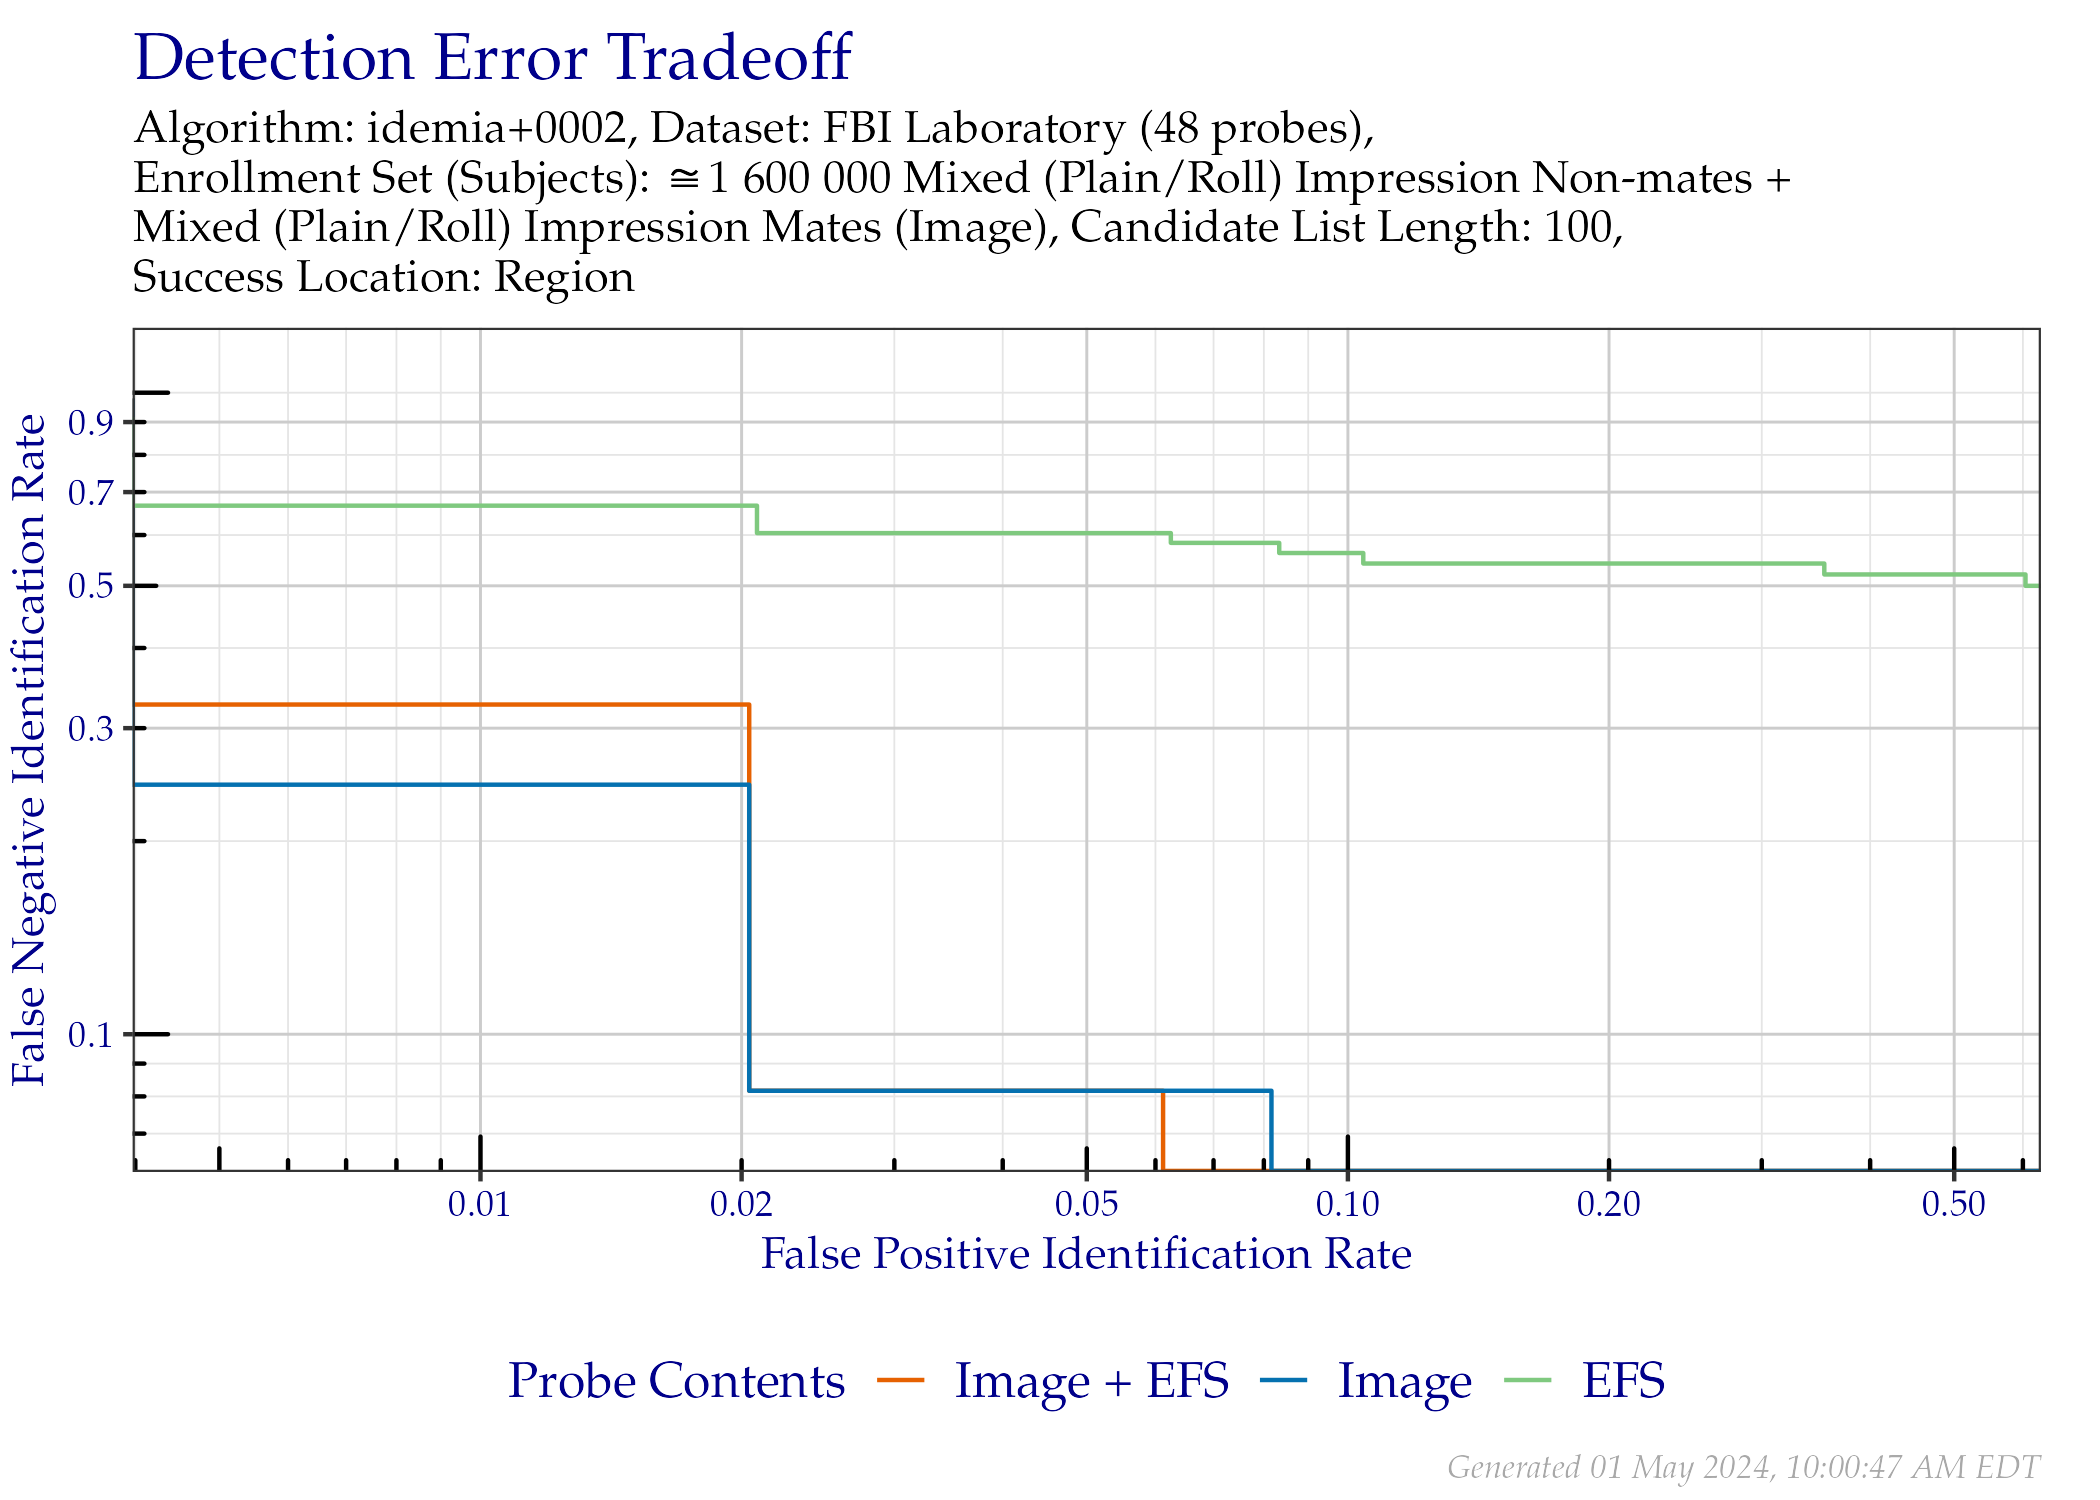 Detection Error Tradeoff
Algorithm: idemia+0002, Dataset: FBI Laboratory (48 probes),
Enrollment Set (Subjects): ≅1 600 000 Mixed (Plain/Roll) Impression Non-mates +
Mixed (Plain/Roll) Impression Mates (Image), Candidate List Length: 100,
Success Location: Region
False Negative Identification Rate
0.9
0.7
0.5
0.3
0.1
0.01 0.02 0.05 0.10 0.20 0.50
False Positive Identification Rate
Probe Contents Image + EFS Image EFS
Generated 01 May 2024, 10:00:47 AM EDT